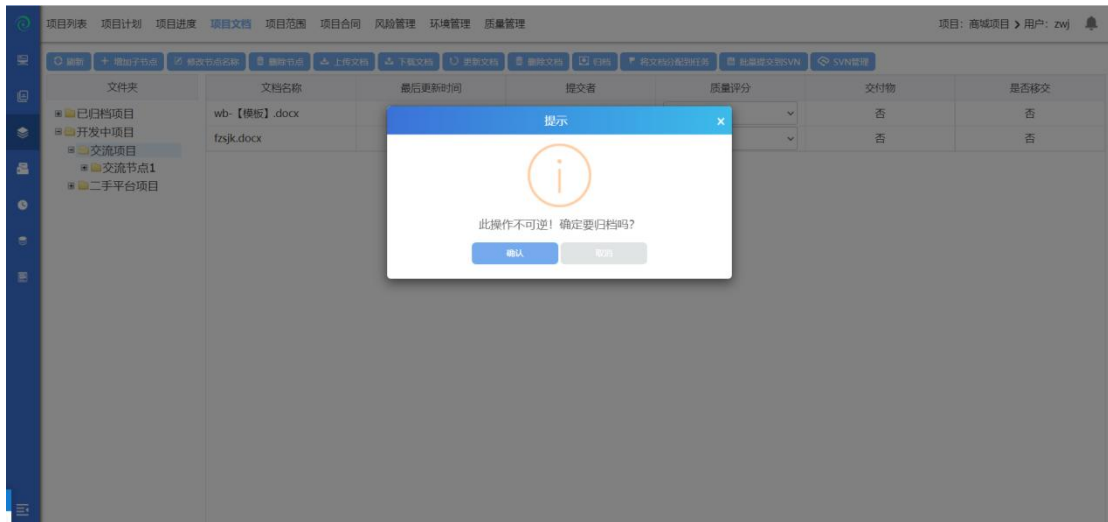 项目列表 项目计划 项目进度 项目文档 项目范围 项目合同 风险管理 环境管理 质量管理 项目：商城项目 用户：zwj
刷新 增加子节点 修改节点名称 删除节点 上传文档 下载文档 更新文档 删除文档 归档 将文档分配到任务 批量提交到SVN SVN管理
文件夹 文档名称 最后更新时间 提交者 质量评分 交付物 是否移交
已归档项目 wb-【模板】.docx 否 否
开发中项目 fzsjk.docx 否 否
交流项目
交流节点1
二手平台项目
提示 x
此操作不可逆！确定要归档吗?
确认 取消